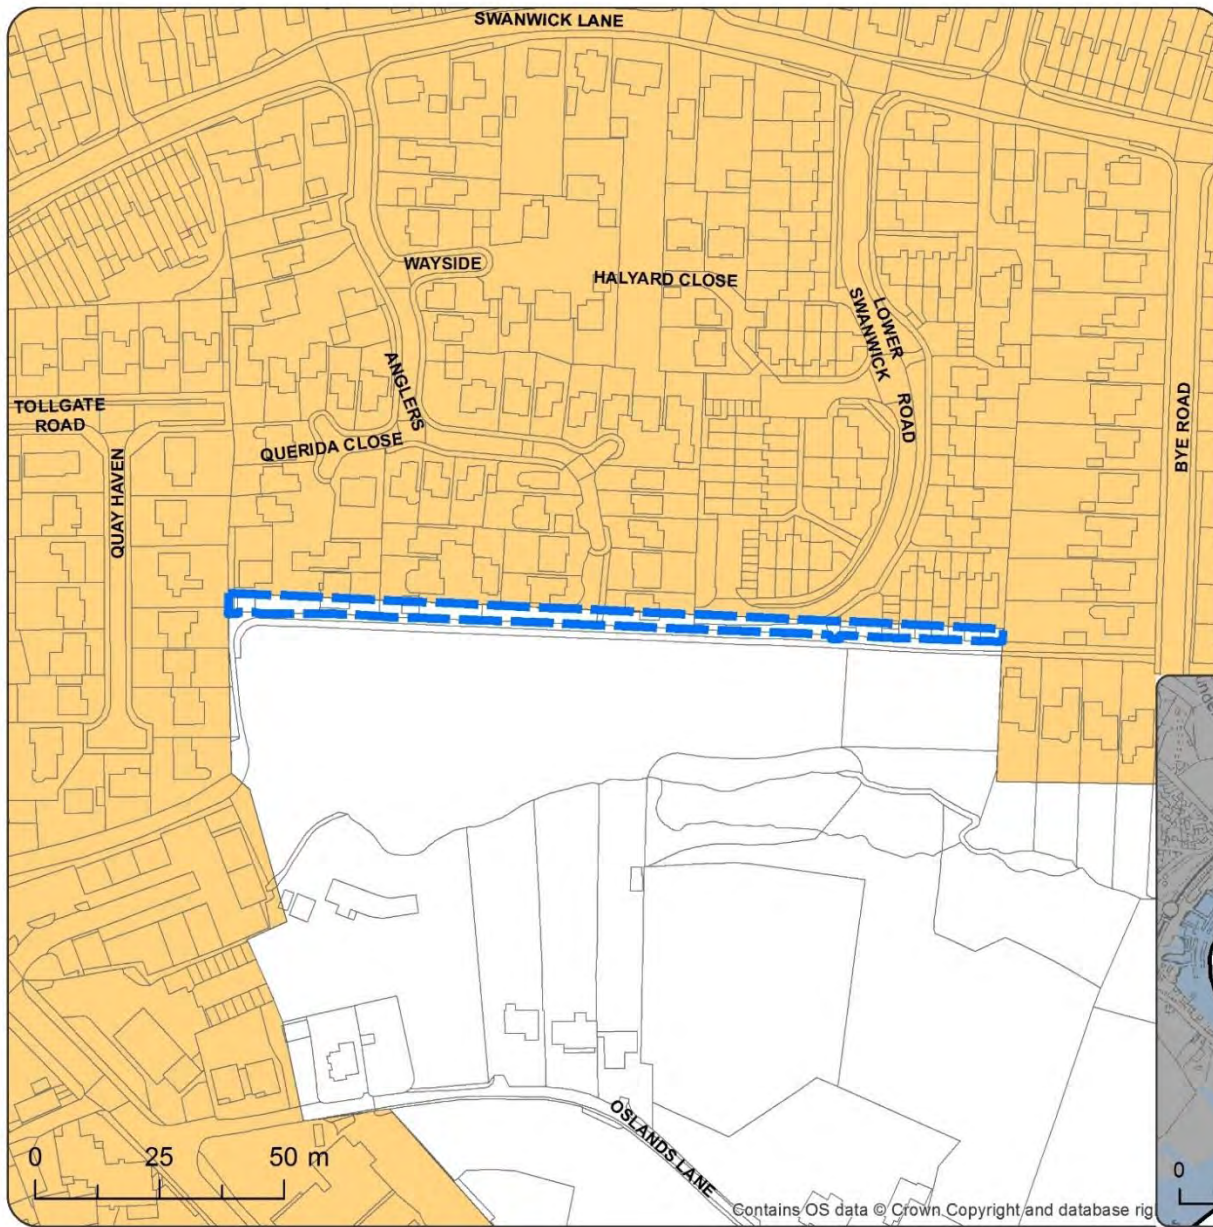 SWANWICK LANE
WAYSIDE
HALYARD CLOSE
LOWER
SWANWICK
ROAD
ANGLERS
TOLLGATE
ROAD
QUERIDA CLOSE
QUAY HAVEN
BYE ROAD
OSLANDS LANE
0 25 50 m
0
Contains OS data © Crown Copyright and database rig